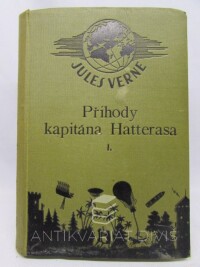 JULES VERNE
Příhody
kapitána Hatterasa
I.
ANTIKVARIÁT DIVIŠ